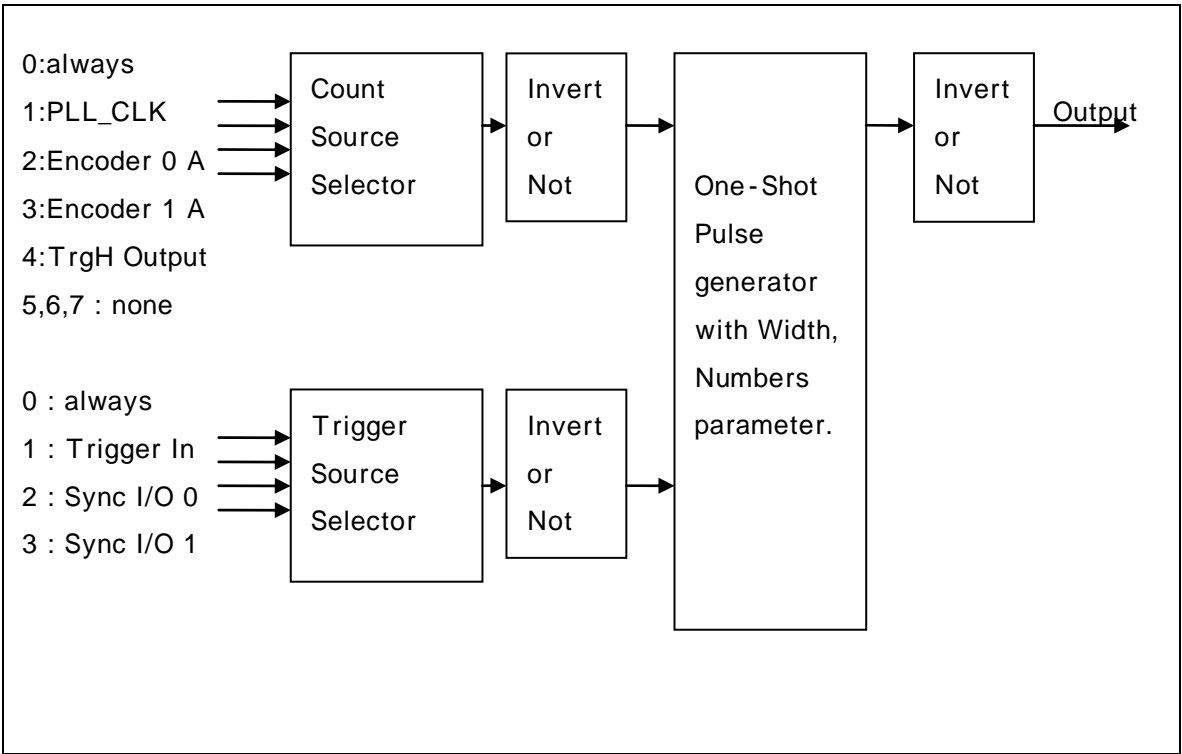 0:always
1:PLL_CLK
2:Encoder 0 A
3:Encoder 1 A
4:TrgH Output
5,6,7 : none
Count
Source
Selector
Invert
or
Not
0 : always
1 : Trigger In
2 : Sync I/O 0
3 : Sync I/O 1
Trigger
Source
Selector
Invert
or
Not
One-Shot
Pulse
generator
with Width,
Numbers
parameter.
Invert
or
Not
Output